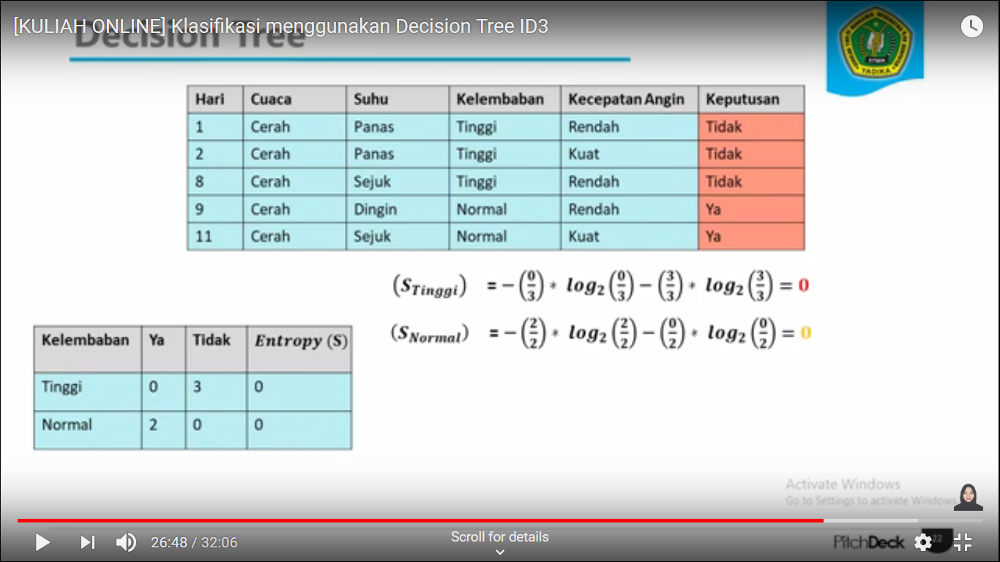 [KULIAH ONLINE] Klasifikasi menggunakan Decision Tree ID3
Decision Tree
YADIKA
Hari Cuaca Suhu Kelembaban Kecepatan Angin Keputusan
1 Cerah Panas Tinggi Rendah Tidak
2 Cerah Panas Tinggi Kuat Tidak
8 Cerah Sejuk Tinggi Rendah Tidak
9 Cerah Dingin Normal Rendah Ya
11 Cerah Sejuk Normal Kuat Ya
(S_Tinggi) = −(0/3) * log₂(0/3) − (3/3) * log₂(3/3) = 0
(S_Normal) = −(2/2) * log₂(2/2) − (0/2) * log₂(0/2) = 0
Kelembaban Ya Tidak Entropy (S)
Tinggi 0 3 0
Normal 2 0 0
Activate Windows
Go to Settings to activate Windows.
26:48 / 32:06
Scroll for details
PitchDeck
22